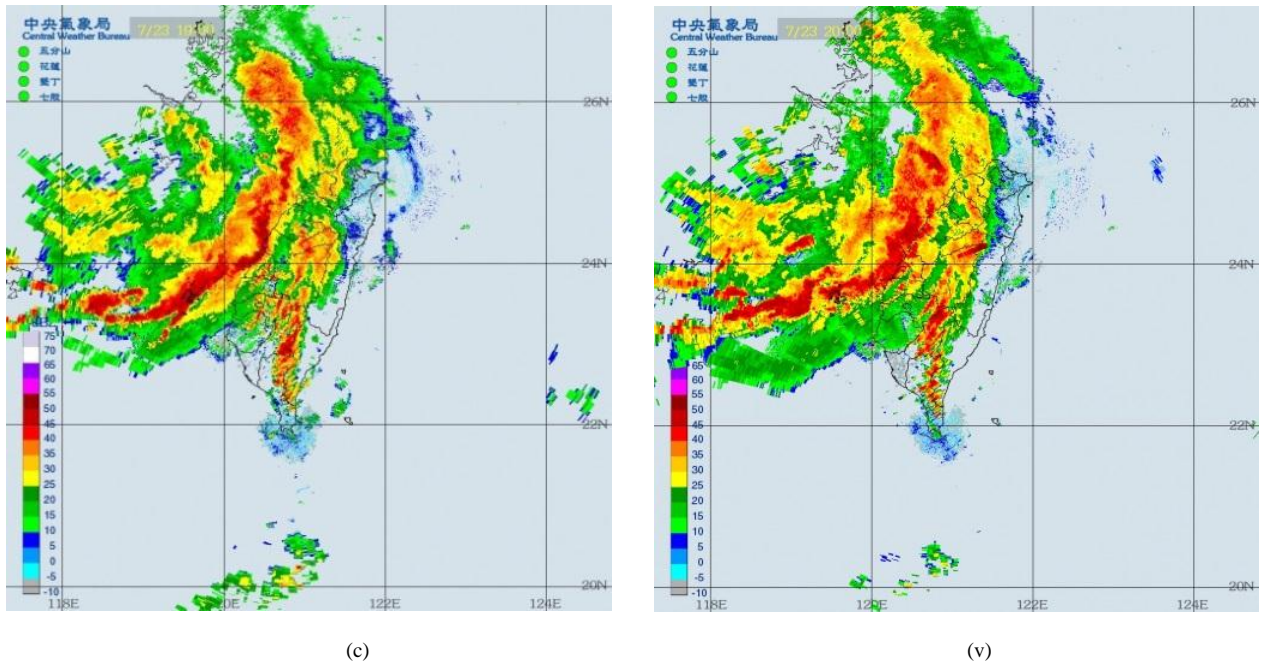 中央氣象局
Central Weather Bureau
7/23 19:00
五分山
花蓮
墾丁
七股
26N
24N
22N
20N
75
70
65
60
55
50
45
40
35
30
25
20
15
10
5
0
-5
-10
118E
120E
122E
124E
(c)
中央氣象局
Central Weather Bureau
7/23 20:00
五分山
花蓮
墾丁
七股
26N
24N
22N
20N
65
60
55
50
45
40
35
30
25
20
15
10
5
0
-5
-10
118E
120E
122E
124E
(v)